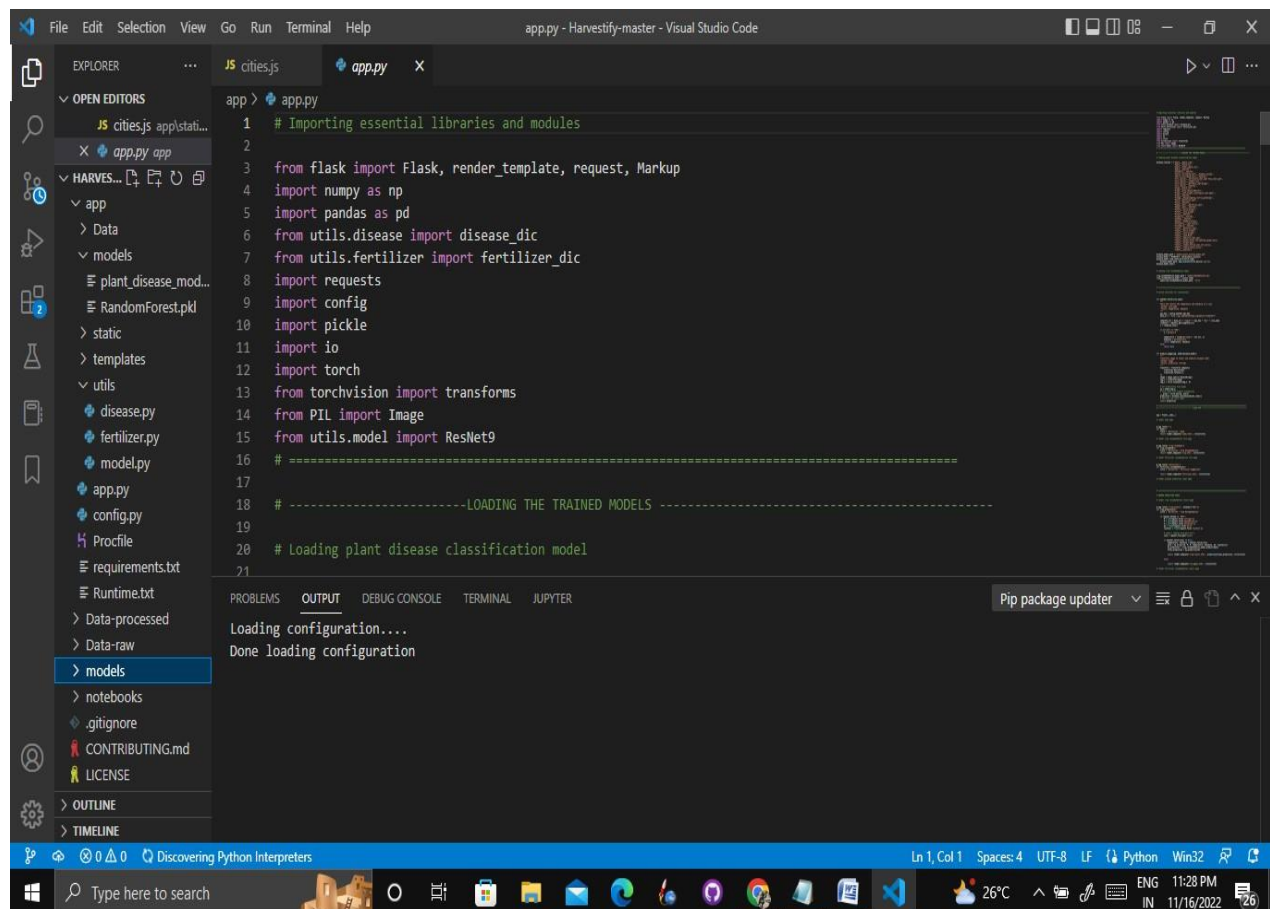 File Edit Selection View Go Run Terminal Help app.py - Harvestify-master - Visual Studio Code
EXPLORER ...
JS cities.js app.py X
OPEN EDITORS
JS cities.js app\stati...
X app.py app
HARVES...
app
Data
models
plant_disease_mod...
RandomForest.pkl
static
templates
utils
disease.py
fertilizer.py
model.py
app.py
config.py
Procfile
requirements.txt
Runtime.txt
Data-processed
Data-raw
models
notebooks
.gitignore
CONTRIBUTING.md
LICENSE
OUTLINE
TIMELINE
app > app.py
1 # Importing essential libraries and modules
2
3 from flask import Flask, render_template, request, Markup
4 import numpy as np
5 import pandas as pd
6 from utils.disease import disease_dic
7 from utils.fertilizer import fertilizer_dic
8 import requests
9 import config
10 import pickle
11 import io
12 import torch
13 from torchvision import transforms
14 from PIL import Image
15 from utils.model import ResNet9
16 # ==============================================================================================
17
18 # -------------------------LOADING THE TRAINED MODELS -----------------------------------------------
19
20 # Loading plant disease classification model
21
PROBLEMS OUTPUT DEBUG CONSOLE TERMINAL JUPYTER Pip package updater
Loading configuration....
Done loading configuration
2
0 0 Discovering Python Interpreters Ln 1, Col 1 Spaces: 4 UTF-8 LF Python Win32
Type here to search 26°C ENG 11:28 PM
IN 11/16/2022 26